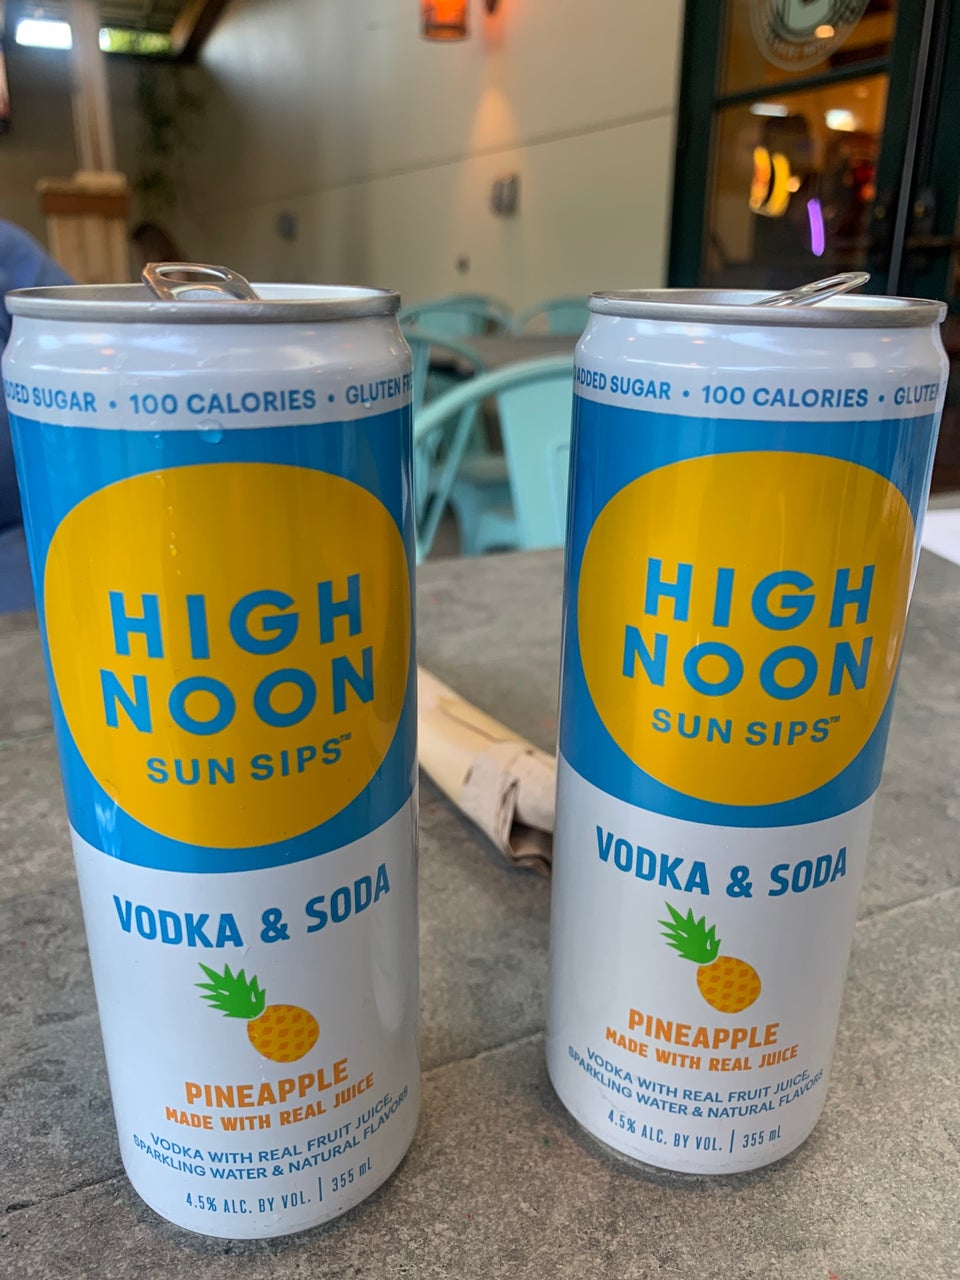 DDED SUGAR • 100 CALORIES • GLUTEN FR
HIGH
NOON
SUN SIPS™
VODKA & SODA
PINEAPPLE
MADE WITH REAL JUICE
VODKA WITH REAL FRUIT JUICE,
SPARKLING WATER & NATURAL FLAVORS
4.5% ALC. BY VOL. | 355 mL
ADDED SUGAR • 100 CALORIES • GLUTEN
HIGH
NOON
SUN SIPS™
VODKA & SODA
PINEAPPLE
MADE WITH REAL JUICE
VODKA WITH REAL FRUIT JUICE,
SPARKLING WATER & NATURAL FLAVORS
4.5% ALC. BY VOL. | 355 mL